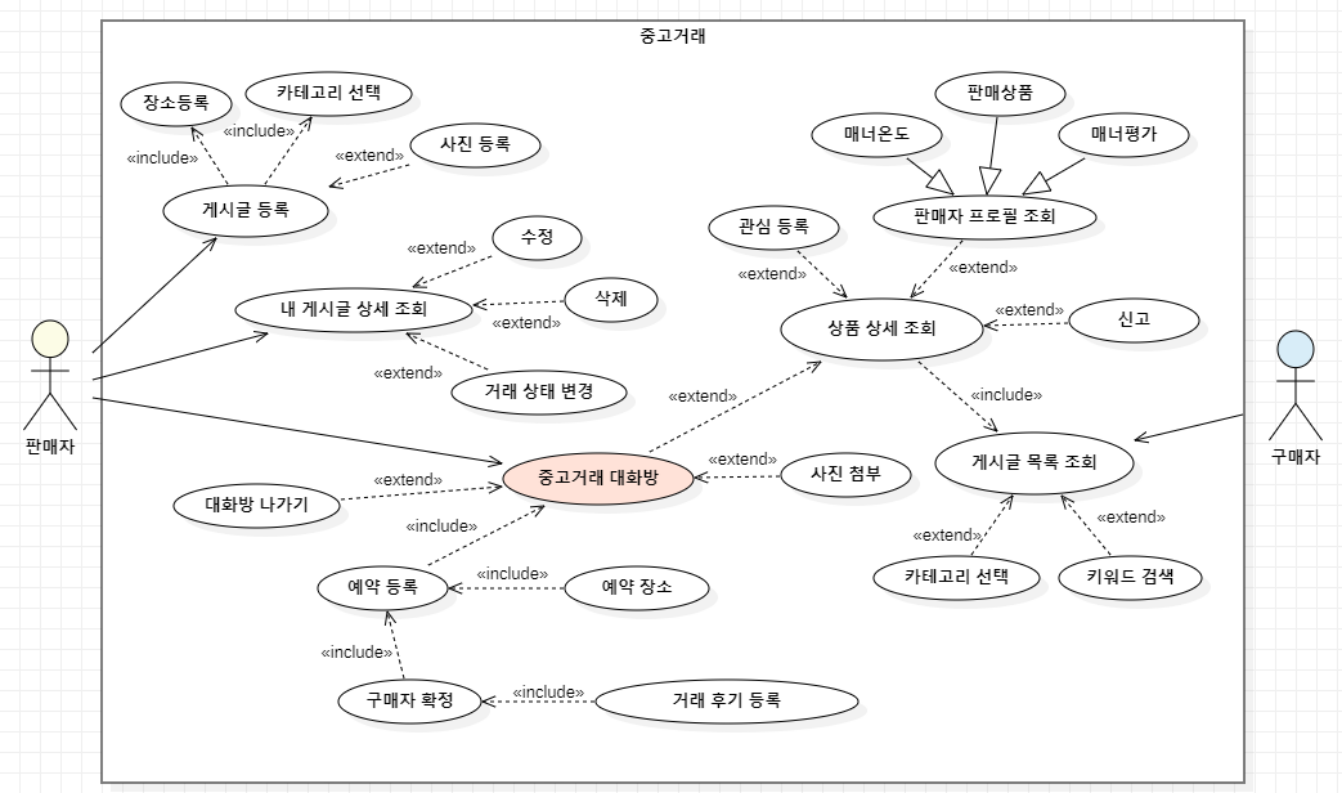 중고거래
장소등록
카테고리 선택
«include»
«include»
사진 등록
«extend»
게시글 등록
수정
«extend»
내 게시글 상세 조회
삭제
«extend»
«extend»
거래 상태 변경
판매자
판매상품
매너온도
매너평가
판매자 프로필 조회
관심 등록
«extend»
«extend»
상품 상세 조회
«extend»
신고
«extend»
«include»
구매자
중고거래 대화방
«extend»
사진 첨부
게시글 목록 조회
«extend»
대화방 나가기
«include»
«extend»
«extend»
카테고리 선택
키워드 검색
예약 등록
«include»
예약 장소
«include»
구매자 확정
«include»
거래 후기 등록